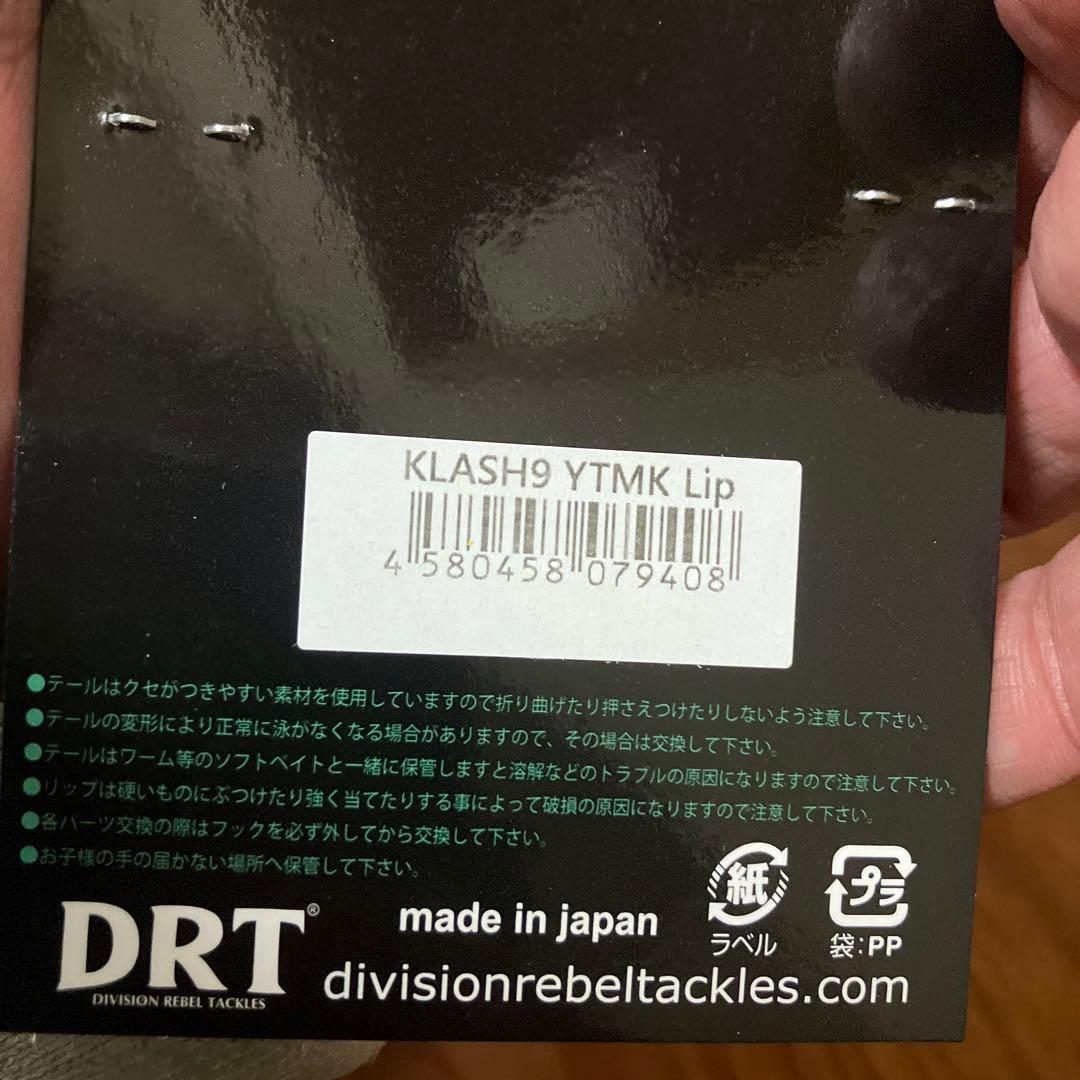 KLASH9 YTMK Lip
4 580458 079408
●テールはクセがつきやすい素材を使用していますので折り曲げたり押さえつけたりしないよう注意して下さい。
●テールの変形により正常に泳がなくなる場合がありますので、その場合は交換して下さい。
●テールはワーム等のソフトベイトと一緒に保管しますと溶解などのトラブルの原因になりますので注意して下さい。
●リップは硬いものにぶつけたり強く当てたりする事によって破損の原因になりますので注意して下さい。
●各パーツ交換の際はフックを必ず外してから交換して下さい。
●お子様の手の届かない場所へ保管して下さい。
紙 プラ
DRT® made in japan ラベル 袋:PP
DIVISION REBEL TACKLES divisionrebeltackles.com